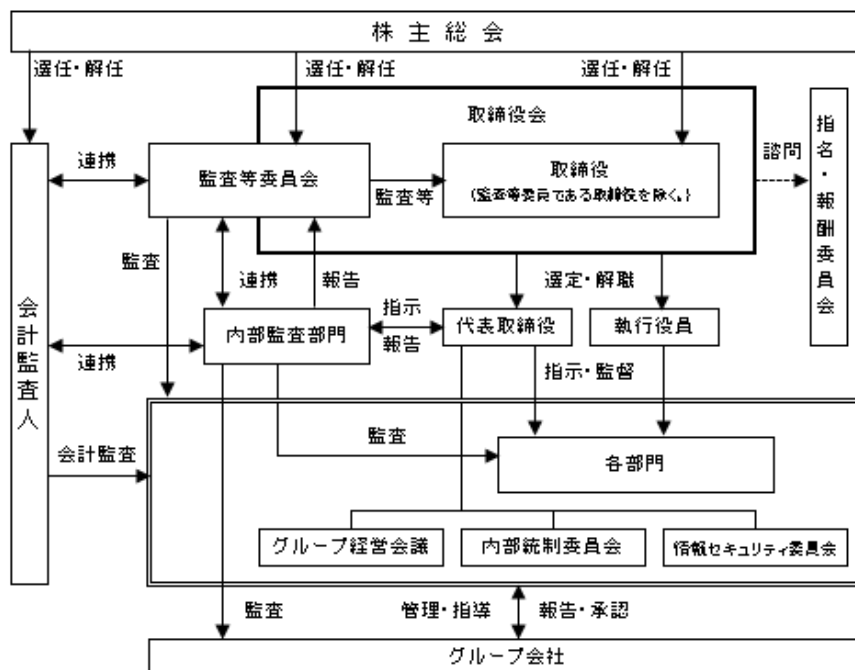 株主総会
選任・解任
選任・解任
選任・解任
取締役会
連携
監査等委員会
監査等
取締役
(監査等委員である取締役を除く。)
諮問
指名・報酬委員会
監査
連携
報告
選定・解職
指示
報告
会計監査人
内部監査部門
代表取締役
執行役員
連携
指示・監督
監査
各部門
会計監査
グループ経営会議
内部統制委員会
情報セキュリティ委員会
監査
管理・指導
報告・承認
グループ会社